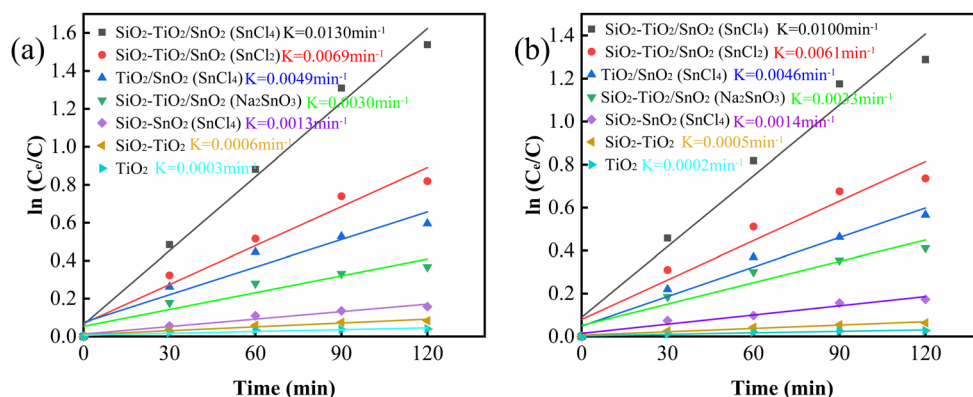 (a)
ln (Cₑ/C)
1.6
1.4
1.2
1.0
0.8
0.6
0.4
0.2
0.0
SiO₂-TiO₂/SnO₂ (SnCl₄) K=0.0130min⁻¹
SiO₂-TiO₂/SnO₂ (SnCl₂) K=0.0069min⁻¹
TiO₂/SnO₂ (SnCl₄) K=0.0049min⁻¹
SiO₂-TiO₂/SnO₂ (Na₂SnO₃) K=0.0030min⁻¹
SiO₂-SnO₂ (SnCl₄) K=0.0013min⁻¹
SiO₂-TiO₂ K=0.0006min⁻¹
TiO₂ K=0.0003min⁻¹
0 30 60 90 120
Time (min)
(b)
ln (Cₑ/C)
1.4
1.2
1.0
0.8
0.6
0.4
0.2
0.0
SiO₂-TiO₂/SnO₂ (SnCl₄) K=0.0100min⁻¹
SiO₂-TiO₂/SnO₂ (SnCl₂) K=0.0061min⁻¹
TiO₂/SnO₂ (SnCl₄) K=0.0046min⁻¹
SiO₂-TiO₂/SnO₂ (Na₂SnO₃) K=0.0033min⁻¹
SiO₂-SnO₂ (SnCl₄) K=0.0014min⁻¹
SiO₂-TiO₂ K=0.0005min⁻¹
TiO₂ K=0.0002min⁻¹
0 30 60 90 120
Time (min)